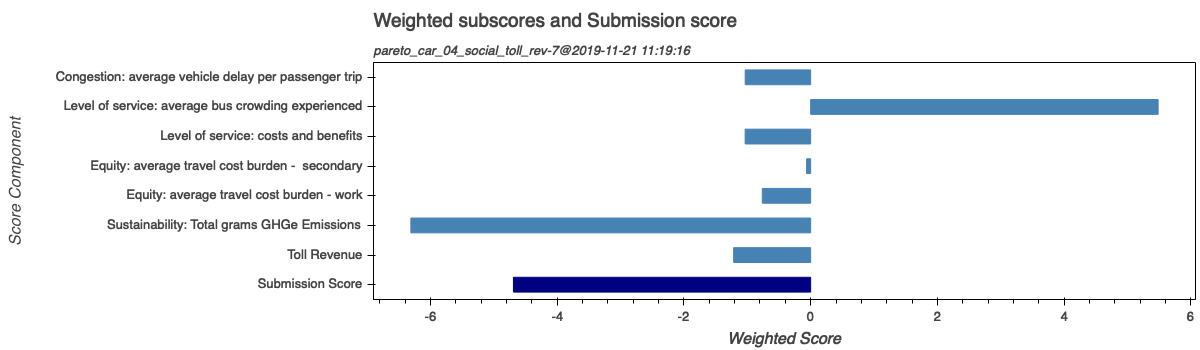 Weighted subscores and Submission score
pareto_car_04_social_toll_rev-7@2019-11-21 11:19:16
Score Component
Congestion: average vehicle delay per passenger trip
Level of service: average bus crowding experienced
Level of service: costs and benefits
Equity: average travel cost burden -  secondary
Equity: average travel cost burden - work
Sustainability: Total grams GHGe Emissions
Toll Revenue
Submission Score
-6 -4 -2 0 2 4 6
Weighted Score